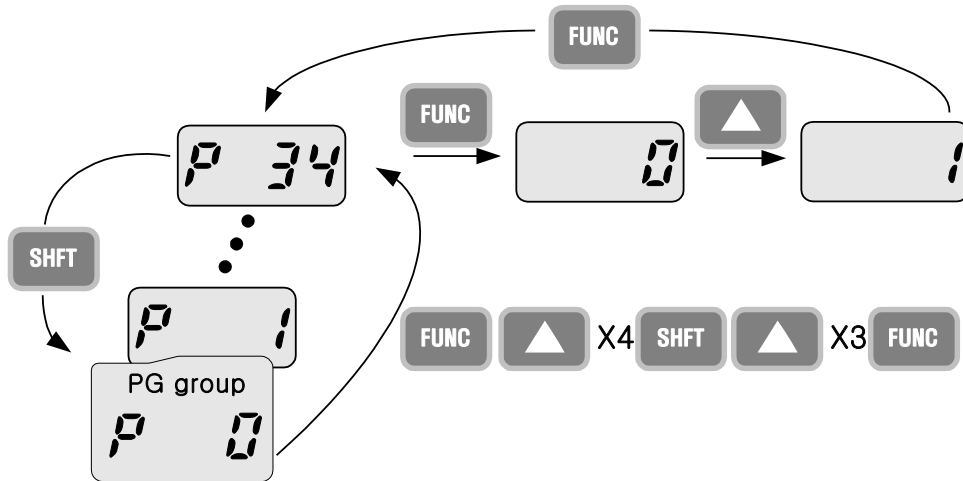 FUNC
FUNC
P 34
0
1
SHFT
P 1
FUNC X4 SHFT X3 FUNC
PG group
P 0